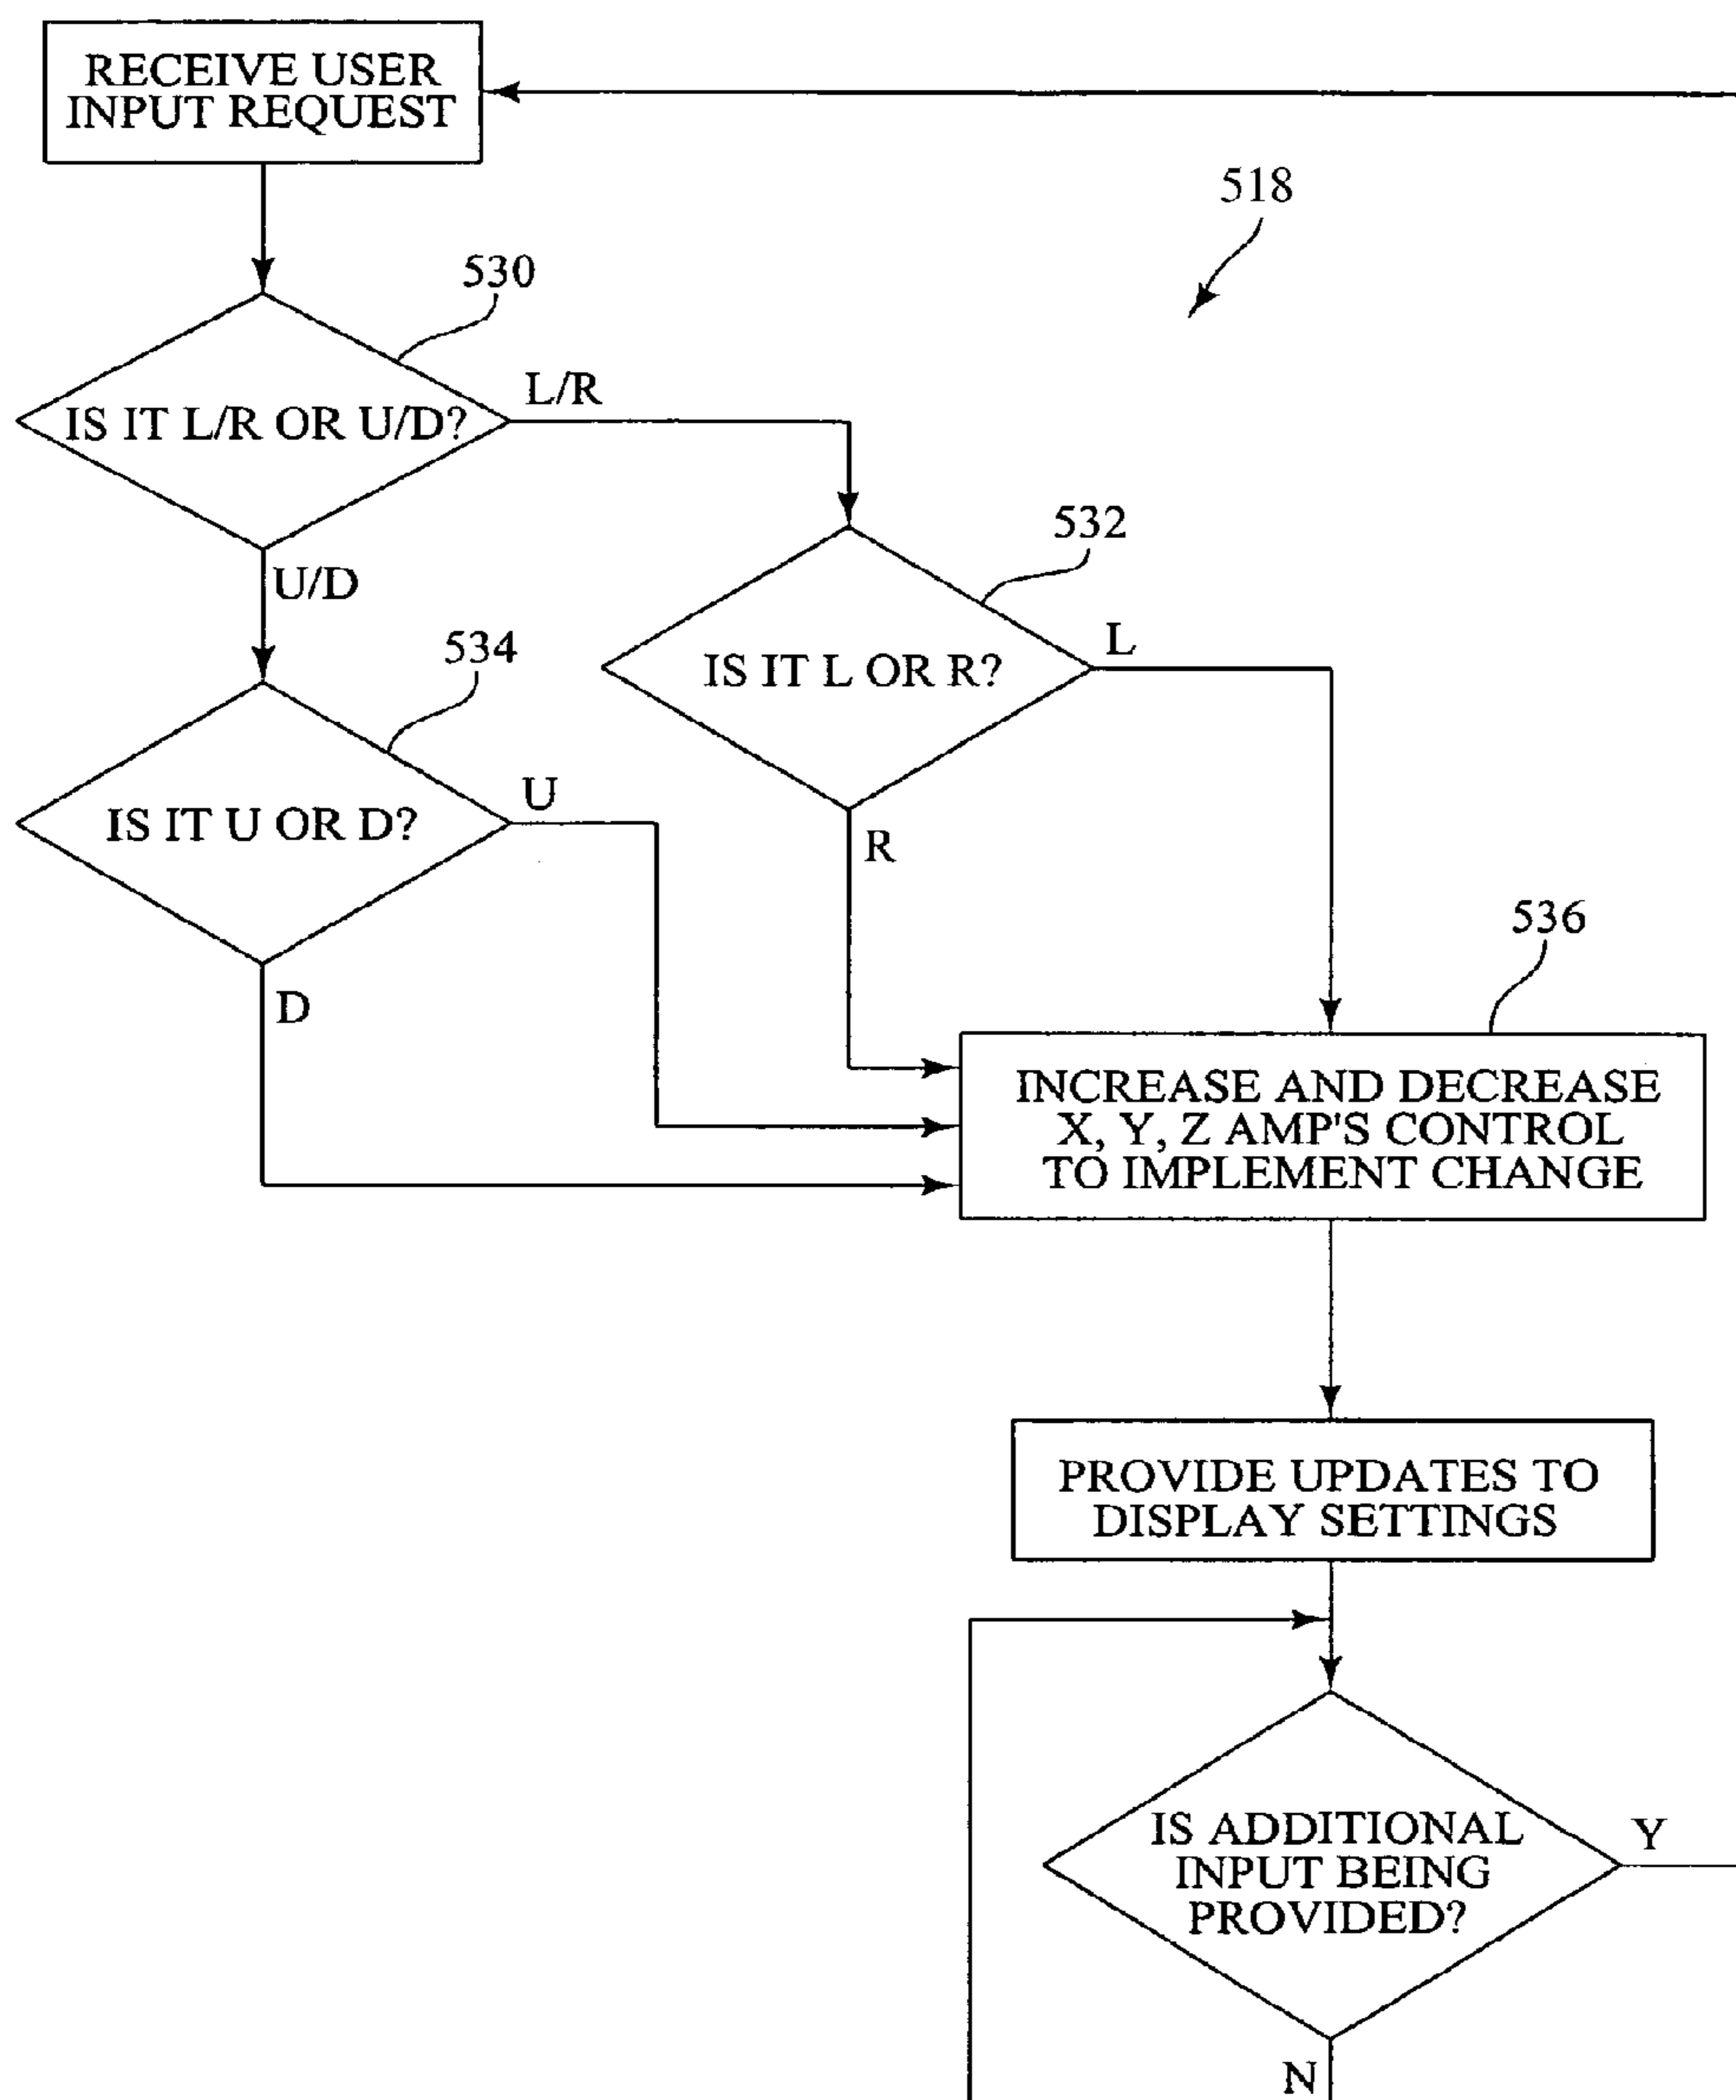 RECEIVE USER
INPUT REQUEST
518
530
IS IT L/R OR U/D?
L/R
U/D
532
IS IT L OR R?
L
R
534
IS IT U OR D?
U
D
536
INCREASE AND DECREASE
X, Y, Z AMP'S CONTROL
TO IMPLEMENT CHANGE
PROVIDE UPDATES TO
DISPLAY SETTINGS
IS ADDITIONAL
INPUT BEING
PROVIDED?
Y
N